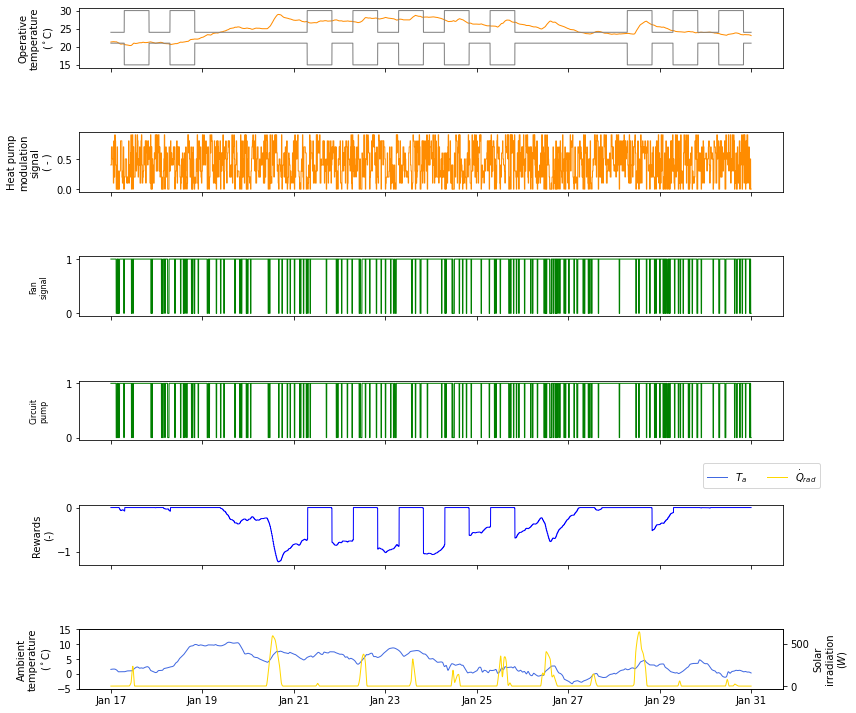 Operative
temperature
(°C)
30
25
20
15
Heat pump
modulation
signal
( - )
0.5
0.0
Fan
signal
1
0
Circuit
pump
1
0
T_a Q̇_rad
Rewards
(-)
0
−1
Ambient
temperature
(°C)
15
10
5
0
−5
500
0
Solar
irradiation
(W)
Jan 17 Jan 19 Jan 21 Jan 23 Jan 25 Jan 27 Jan 29 Jan 31